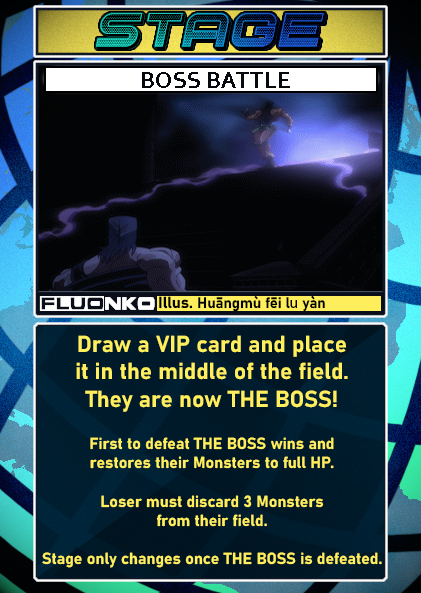 STAGE
BOSS BATTLE
FLUONKO Illus. Huāngmù fēi lu yàn
Draw a VIP card and place
it in the middle of the field.
They are now THE BOSS!
First to defeat THE BOSS wins and
restores their Monsters to full HP.
Loser must discard 3 Monsters
from their field.
Stage only changes once THE BOSS is defeated.